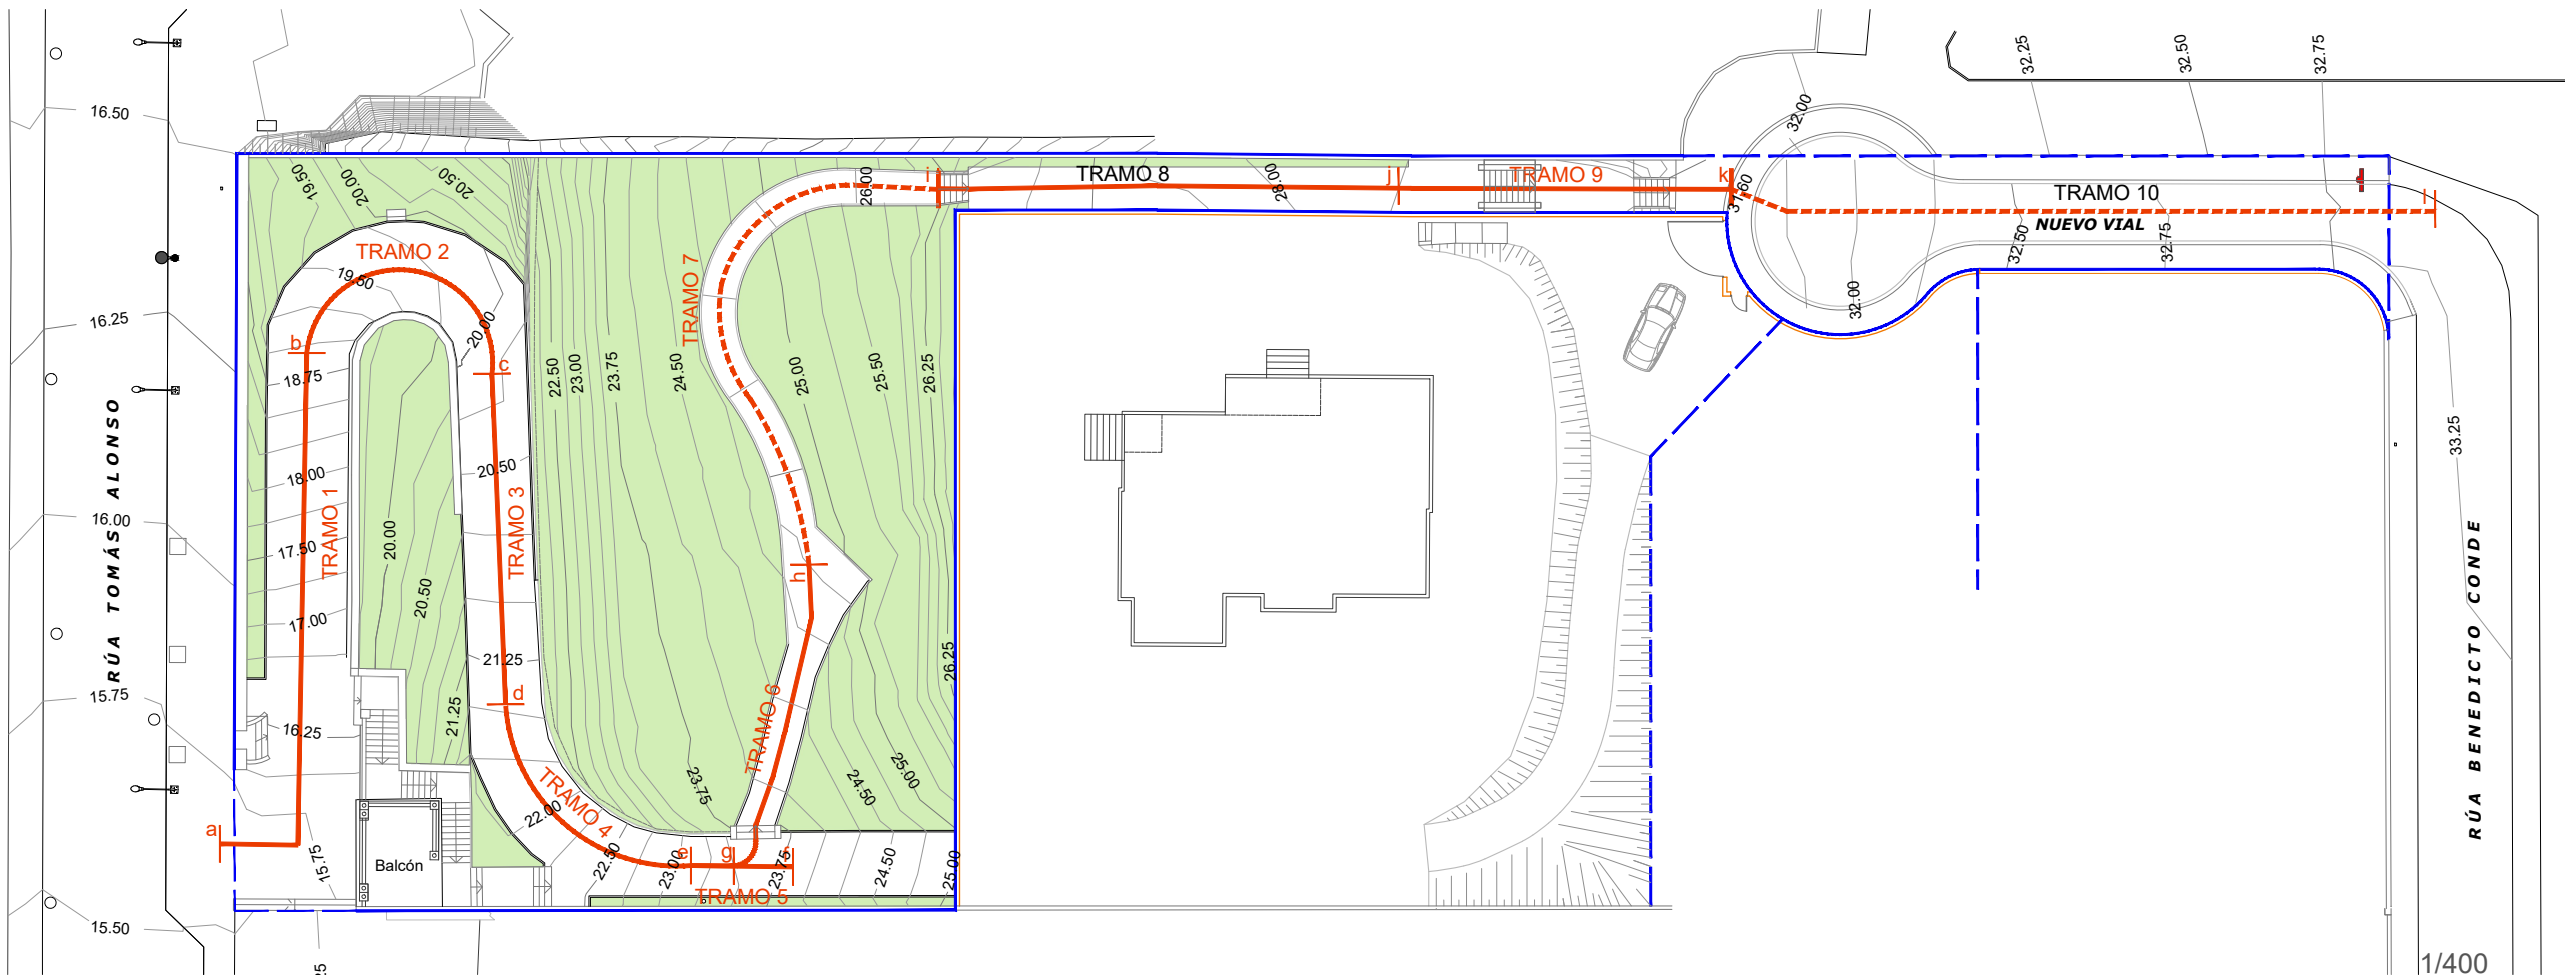 16.50
16.25
16.00
15.75
15.50
RÚA TOMÁS ALONSO
19.50
20.00
20.50
TRAMO 2
19.50
20.00
b
c
18.75
18.00
17.50
17.00
16.25
15.75
TRAMO 1
a
20.00
20.50
21.25
20.50
TRAMO 3
21.25
d
Balcón
22.00
TRAMO 4
22.50
23.00
e
g
f
23.75
TRAMO 5
24.50
25.00
22.50
23.00
23.75
24.50
25.00
25.50
26.25
26.00
TRAMO 7
h
TRAMO 6
23.75
24.50
25.00
26.25
i
TRAMO 8
28.00
j
TRAMO 9
k
31.60
32.00
32.00
TRAMO 10
NUEVO VIAL
32.50
32.75
l
32.25
32.50
32.75
33.25
RÚA BENEDICTO CONDE
1/400